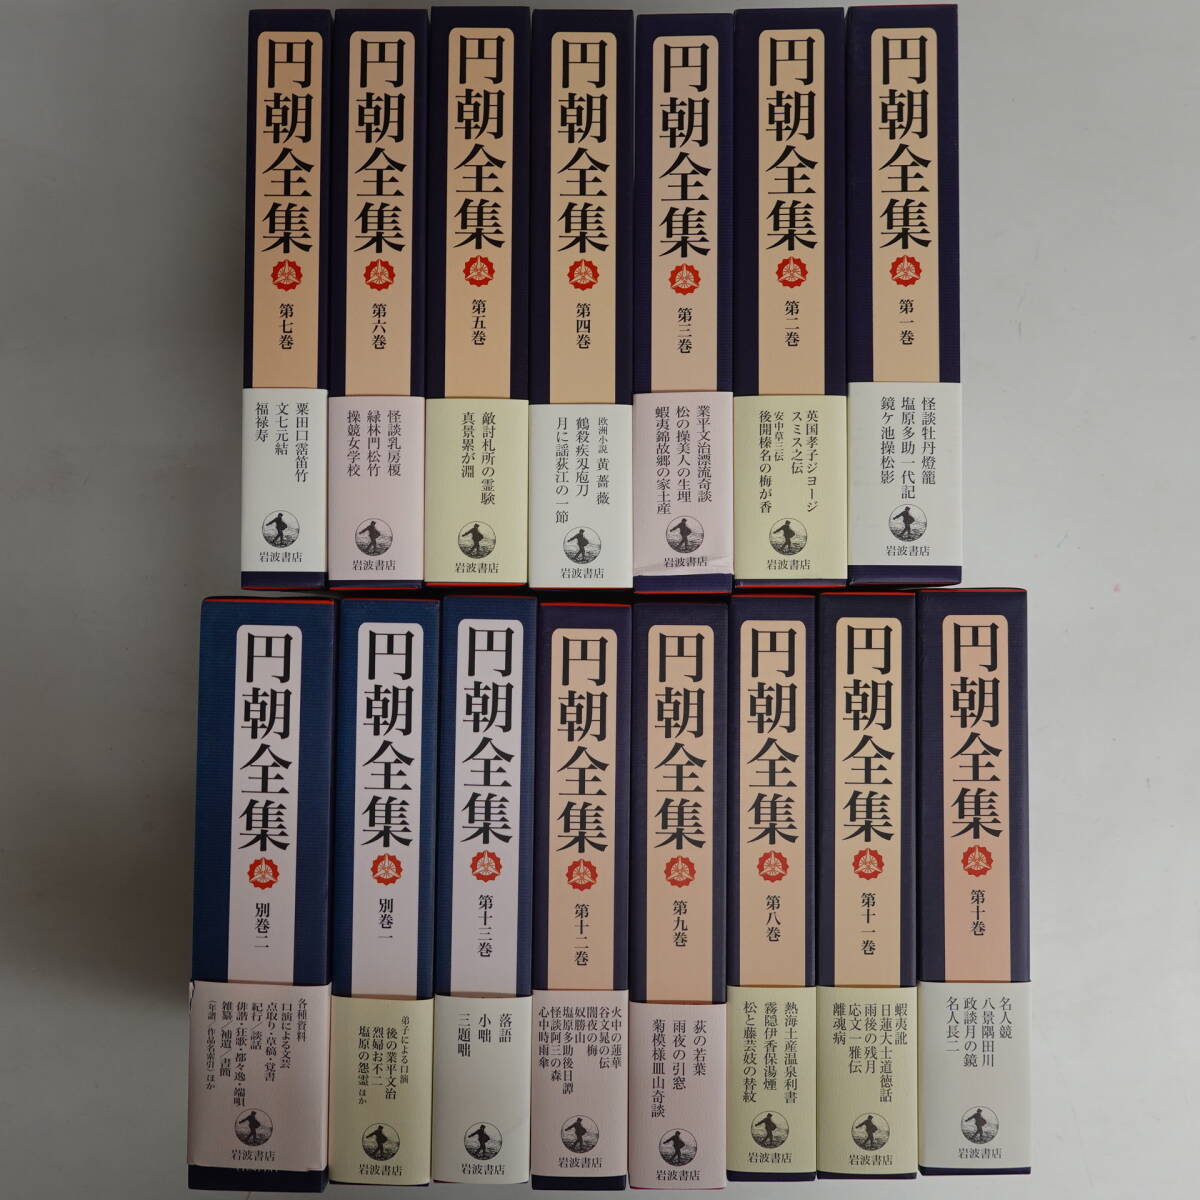 円朝全集
第一巻
怪談牡丹燈籠
塩原多助一代記
鏡ケ池操松影
岩波書店
円朝全集
第二巻
英国孝子ジョージ
スミス之伝
安中草三伝
後開榛名の梅が香
岩波書店
円朝全集
第三巻
業平文治漂流奇談
松の操美人の生埋
蝦夷錦故郷の家土産
岩波書店
円朝全集
第四巻
欧洲小説 黄薔薇
鶴殺疾刄庖刀
月に謡荻江の一節
岩波書店
円朝全集
第五巻
敵討札所の霊験
真景累が淵
岩波書店
円朝全集
第六巻
怪談乳房榎
緑林門松竹
操競女学校
岩波書店
円朝全集
第七巻
粟田口霑笛竹
文七元結
福禄寿
岩波書店
円朝全集
第十巻
名人競
八景隅田川
政談月の鏡
名人長二
岩波書店
円朝全集
第十一巻
蝦夷訛
日蓮大士道徳話
雨後の残月
応文一雅伝
離魂病
岩波書店
円朝全集
第八巻
熱海土産温泉利書
霧隠伊香保湯煙
松と藤芸妓の替紋
岩波書店
円朝全集
第九巻
荻の若葉
雨夜の引窓
菊模様皿山奇談
岩波書店
円朝全集
第十二巻
火中の蓮華
谷文晁の伝
闇夜の梅
奴勝山
塩原多助後日譚
怪談阿三の森
心中時雨傘
岩波書店
円朝全集
第十三巻
落語
小咄
三題咄
岩波書店
円朝全集
別巻一
弟子による口演
後の業平文治
烈婦お不二
塩原の怨霊ほか
岩波書店
円朝全集
別巻二
各種資料
口演による文芸
点取り・草稿・覚書
紀行／談話
俳諧・狂歌・都々逸・端唄
雑纂・補遺／書簡
（年譜／作品名索引）ほか
岩波書店